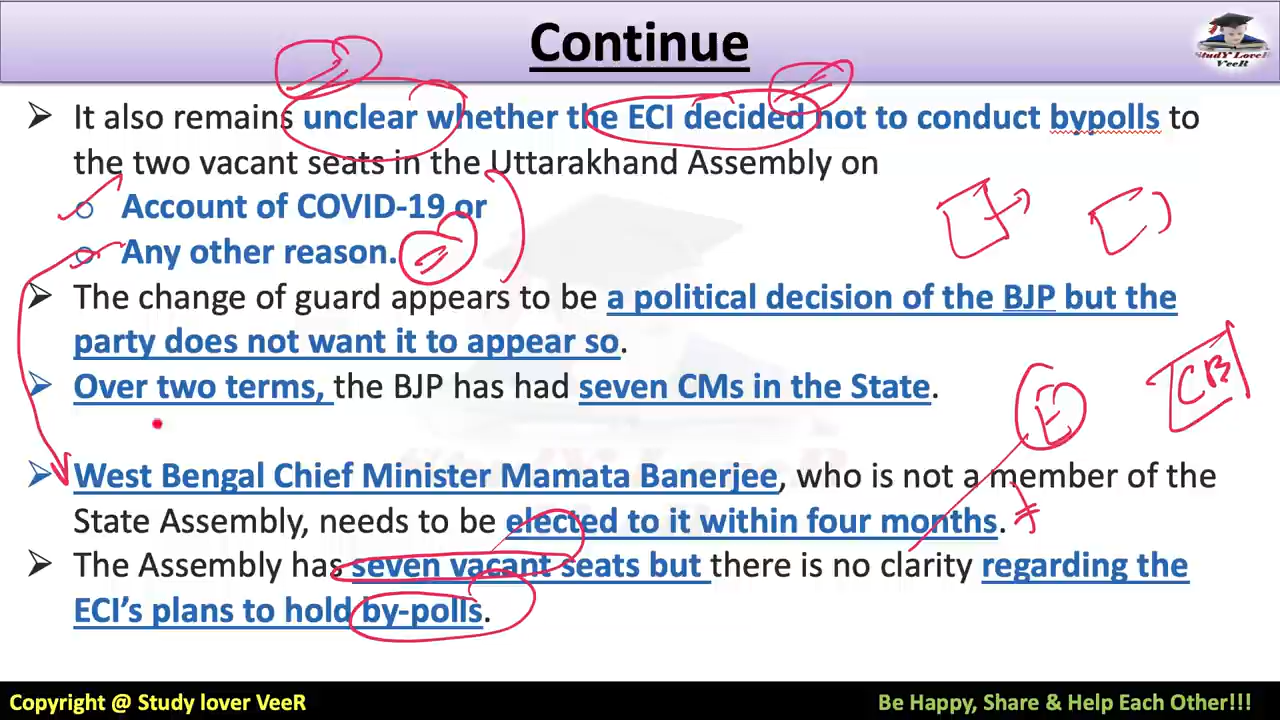 Continue
StudY LoveR
VeeR
It also remains unclear whether the ECI decided not to conduct bypolls to
the two vacant seats in the Uttarakhand Assembly on
Account of COVID-19 or
Any other reason.
The change of guard appears to be a political decision of the BJP but the
party does not want it to appear so.
Over two terms, the BJP has had seven CMs in the State.
CB
E
West Bengal Chief Minister Mamata Banerjee, who is not a member of the
State Assembly, needs to be elected to it within four months.
The Assembly has seven vacant seats but there is no clarity regarding the
ECI's plans to hold by-polls.
Copyright @ Study lover VeeR
Be Happy, Share & Help Each Other!!!